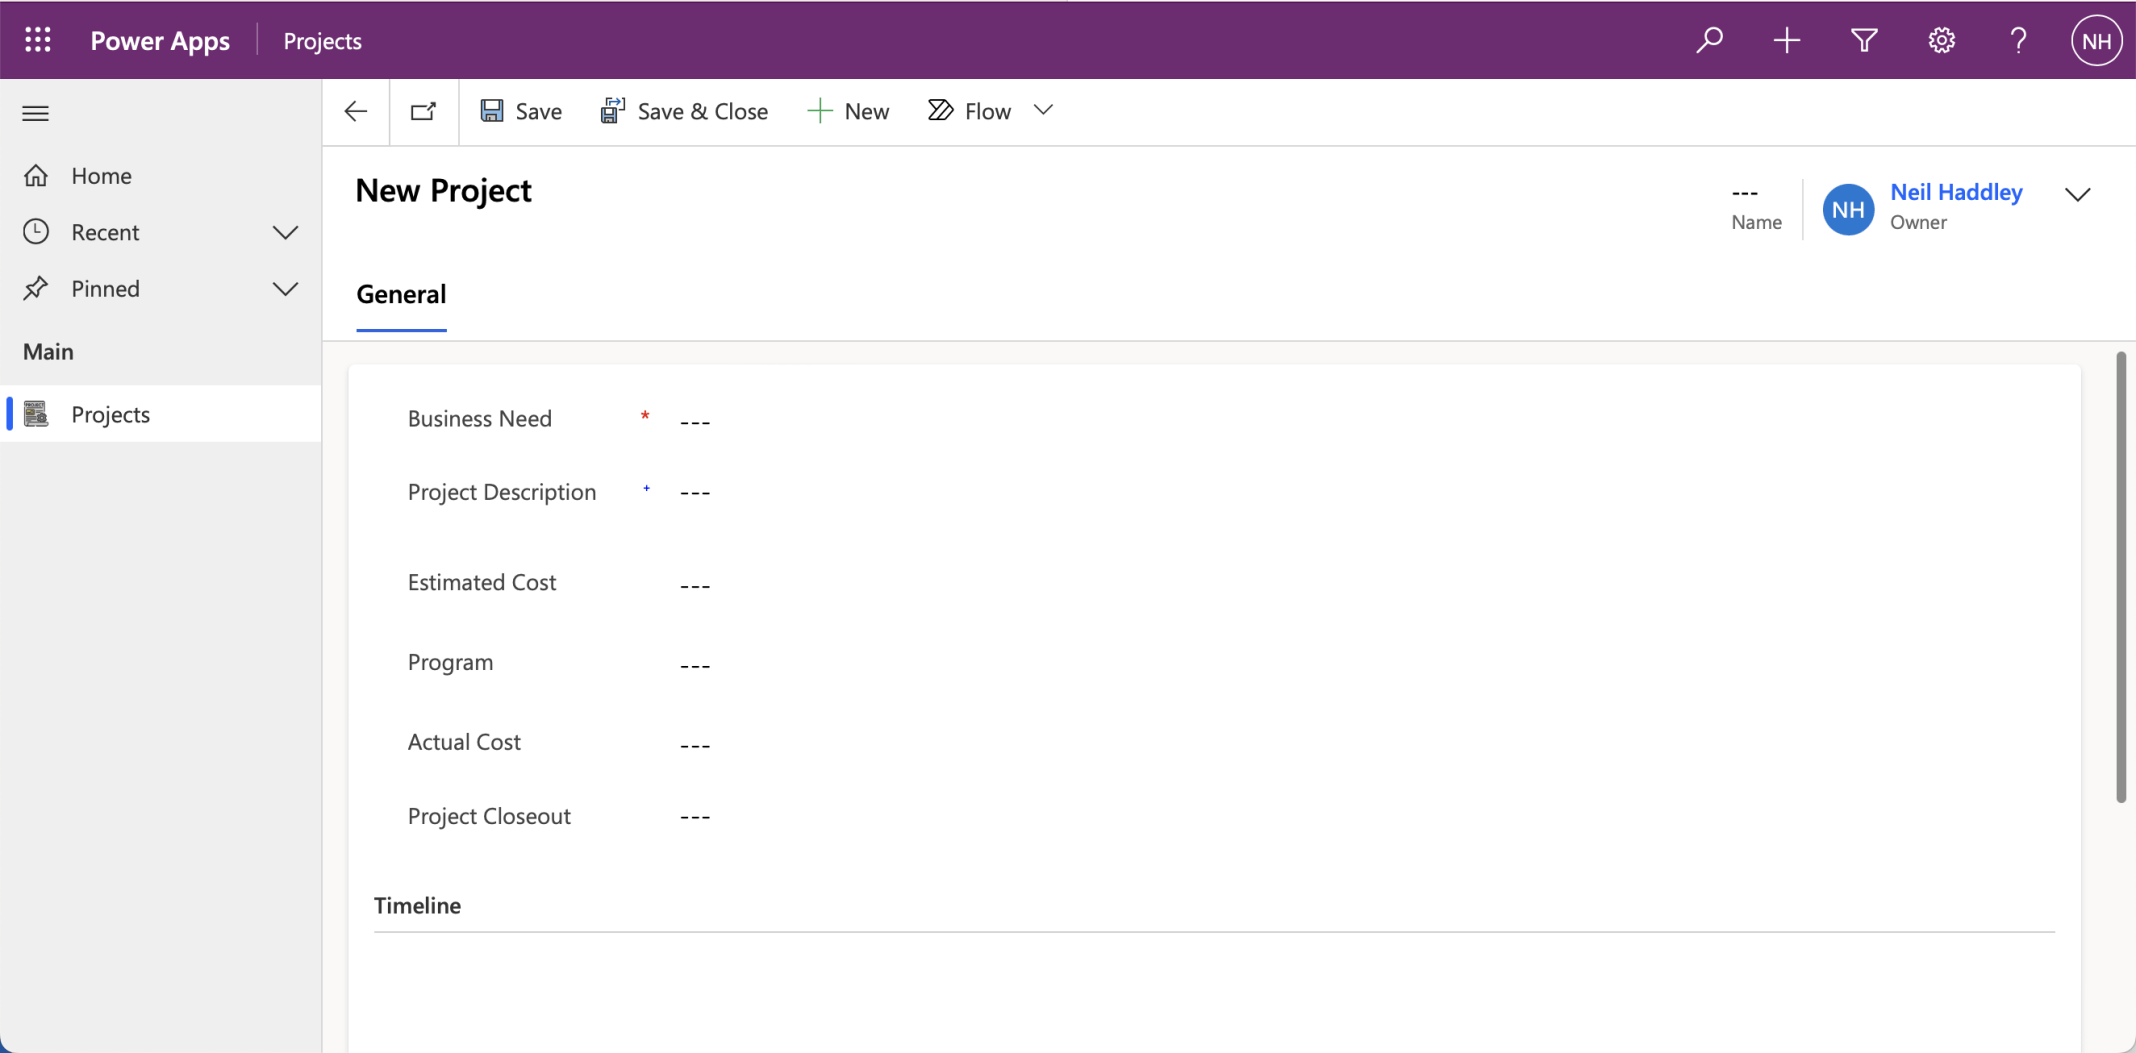 Power Apps
Projects
NH
Save
Save & Close
New
Flow
Home
Recent
Pinned
Main
Projects
New Project
---
Name
NH
Neil Haddley
Owner
General
Business Need * ---
Project Description + ---
Estimated Cost ---
Program ---
Actual Cost ---
Project Closeout ---
Timeline